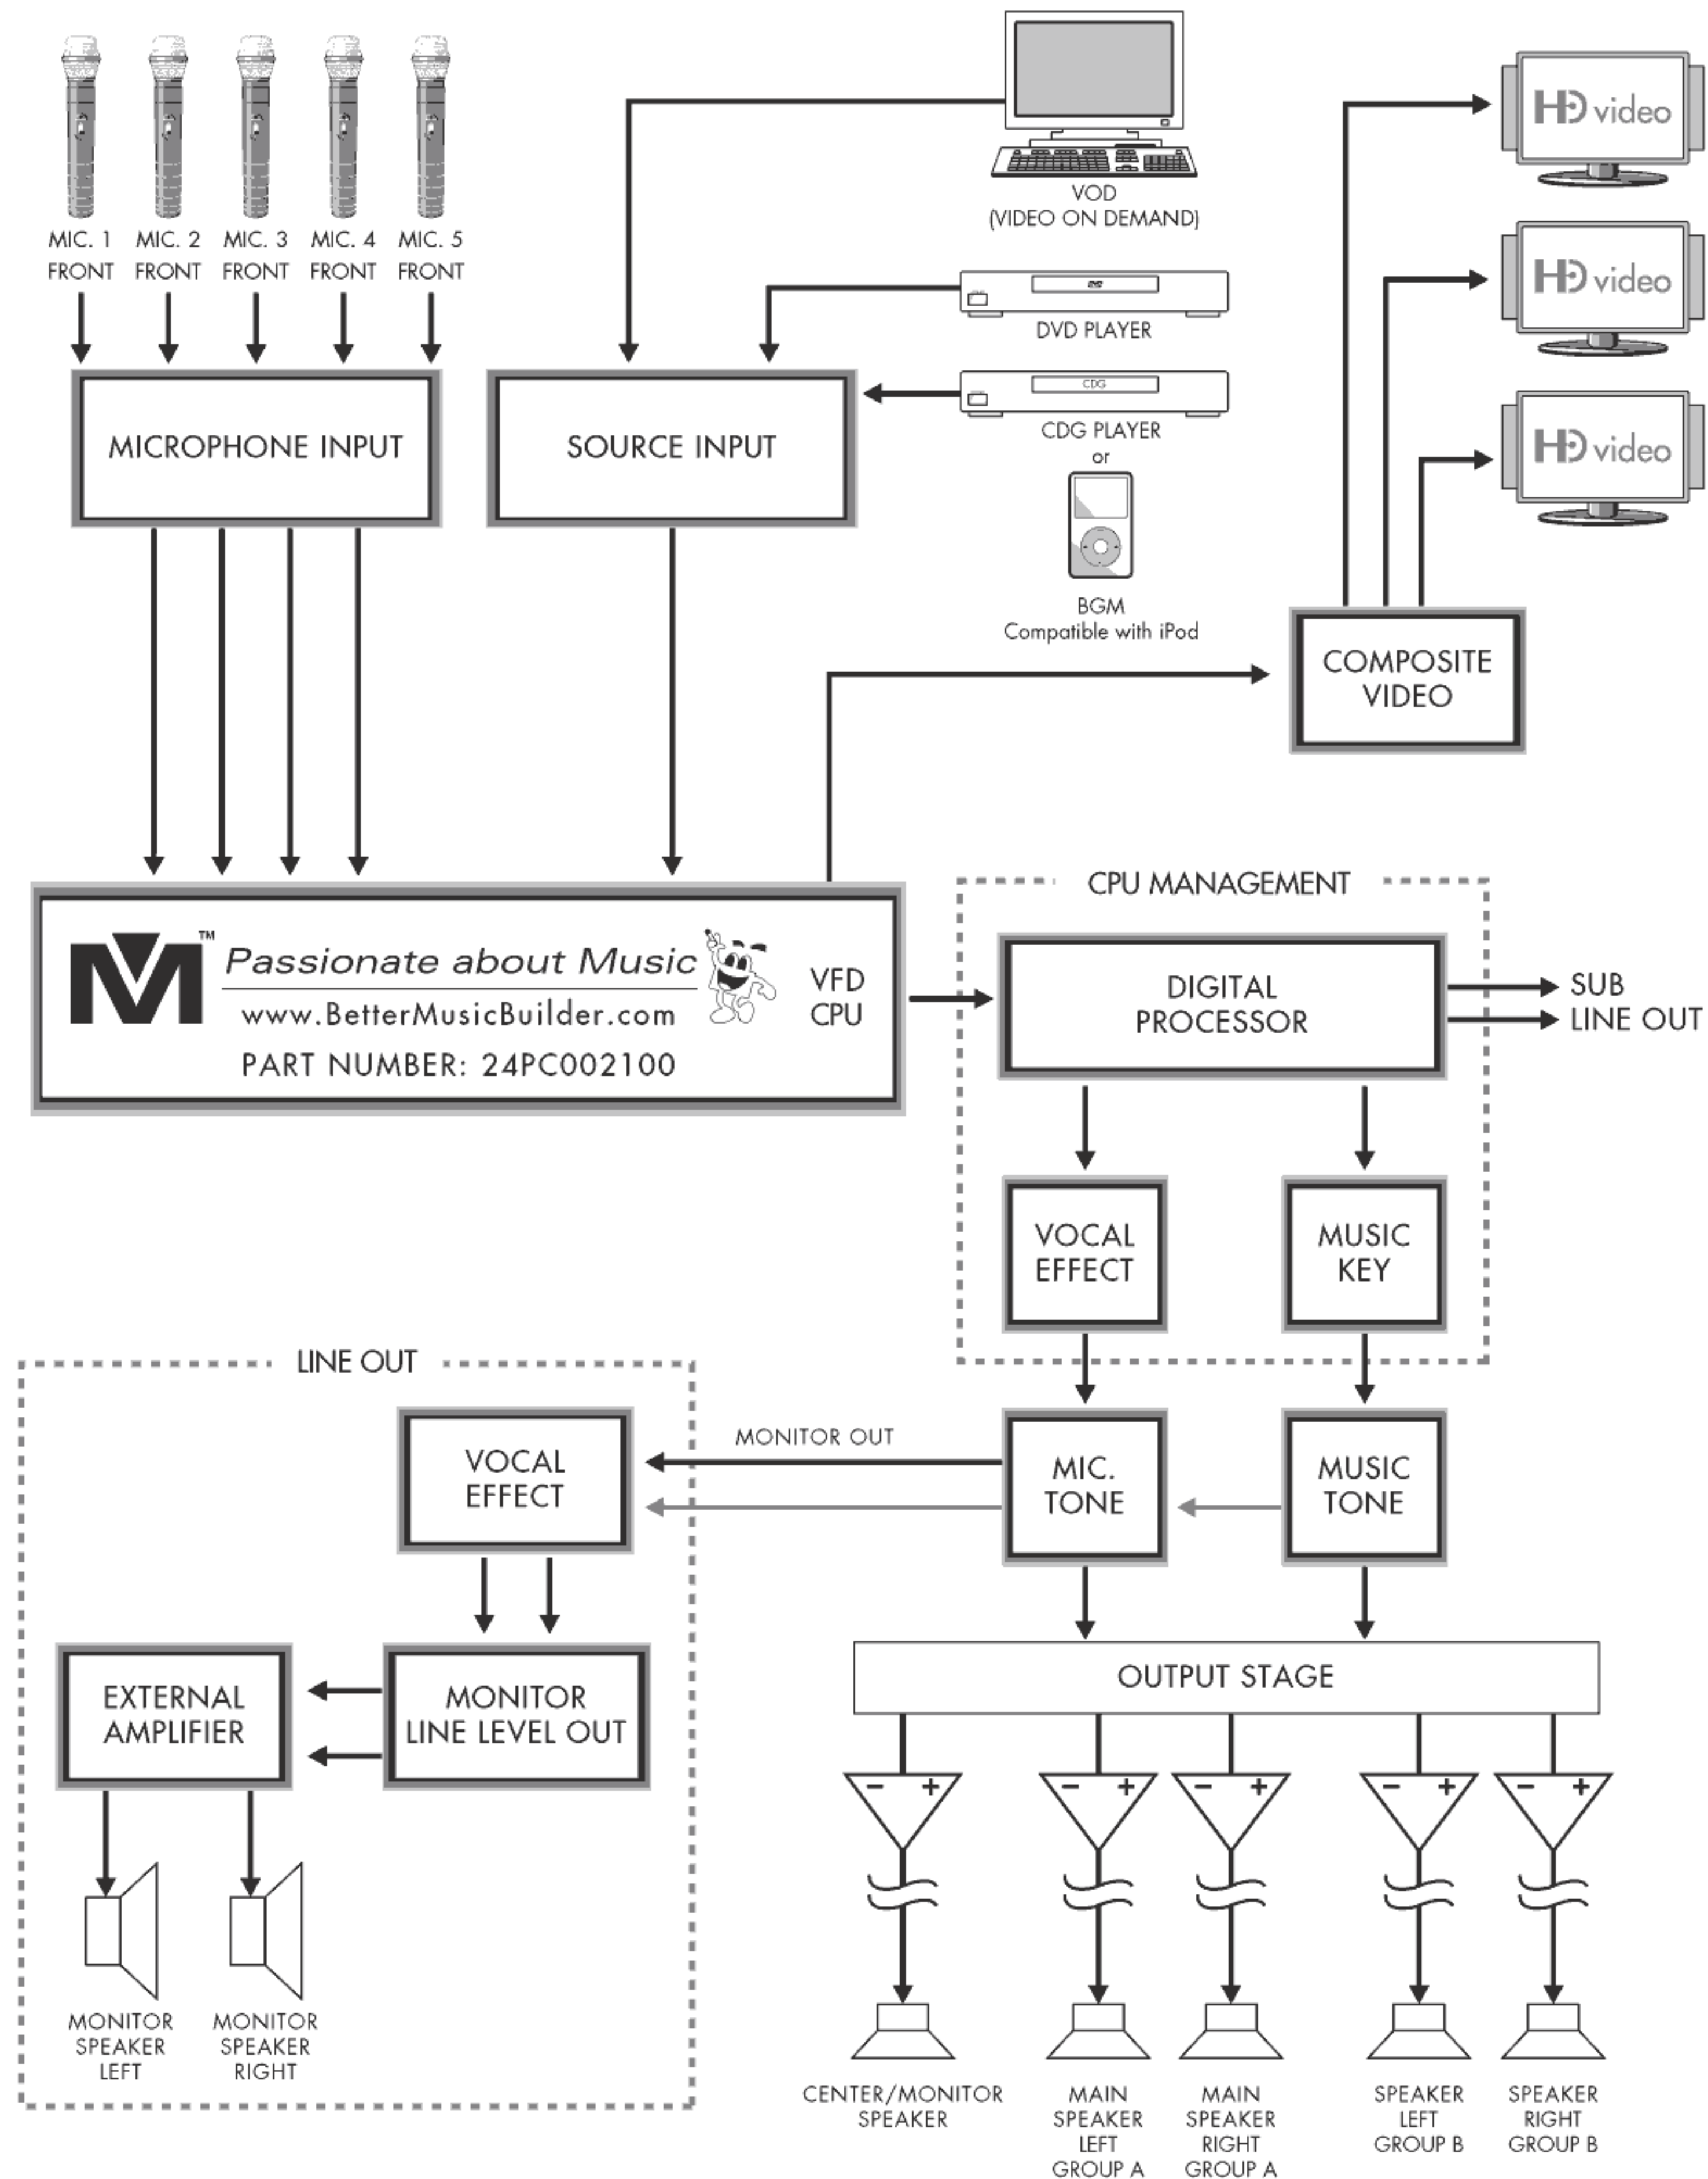 MIC. 1
FRONT
MIC. 2
FRONT
MIC. 3
FRONT
MIC. 4
FRONT
MIC. 5
FRONT
VOD
(VIDEO ON DEMAND)
DVD
DVD PLAYER
CDG
CDG PLAYER
or
BGM
Compatible with iPod
HD video
HD video
HD video
MICROPHONE INPUT
SOURCE INPUT
COMPOSITE
VIDEO
TM
Passionate about Music
www.BetterMusicBuilder.com
PART NUMBER: 24PC002100
VFD
CPU
CPU MANAGEMENT
DIGITAL
PROCESSOR
SUB
LINE OUT
VOCAL
EFFECT
MUSIC
KEY
LINE OUT
VOCAL
EFFECT
MONITOR OUT
MIC.
TONE
MUSIC
TONE
EXTERNAL
AMPLIFIER
MONITOR
LINE LEVEL OUT
OUTPUT STAGE
- +
- +
- +
- +
- +
MONITOR
SPEAKER
LEFT
MONITOR
SPEAKER
RIGHT
CENTER/MONITOR
SPEAKER
MAIN
SPEAKER
LEFT
GROUP A
MAIN
SPEAKER
RIGHT
GROUP A
SPEAKER
LEFT
GROUP B
SPEAKER
RIGHT
GROUP B